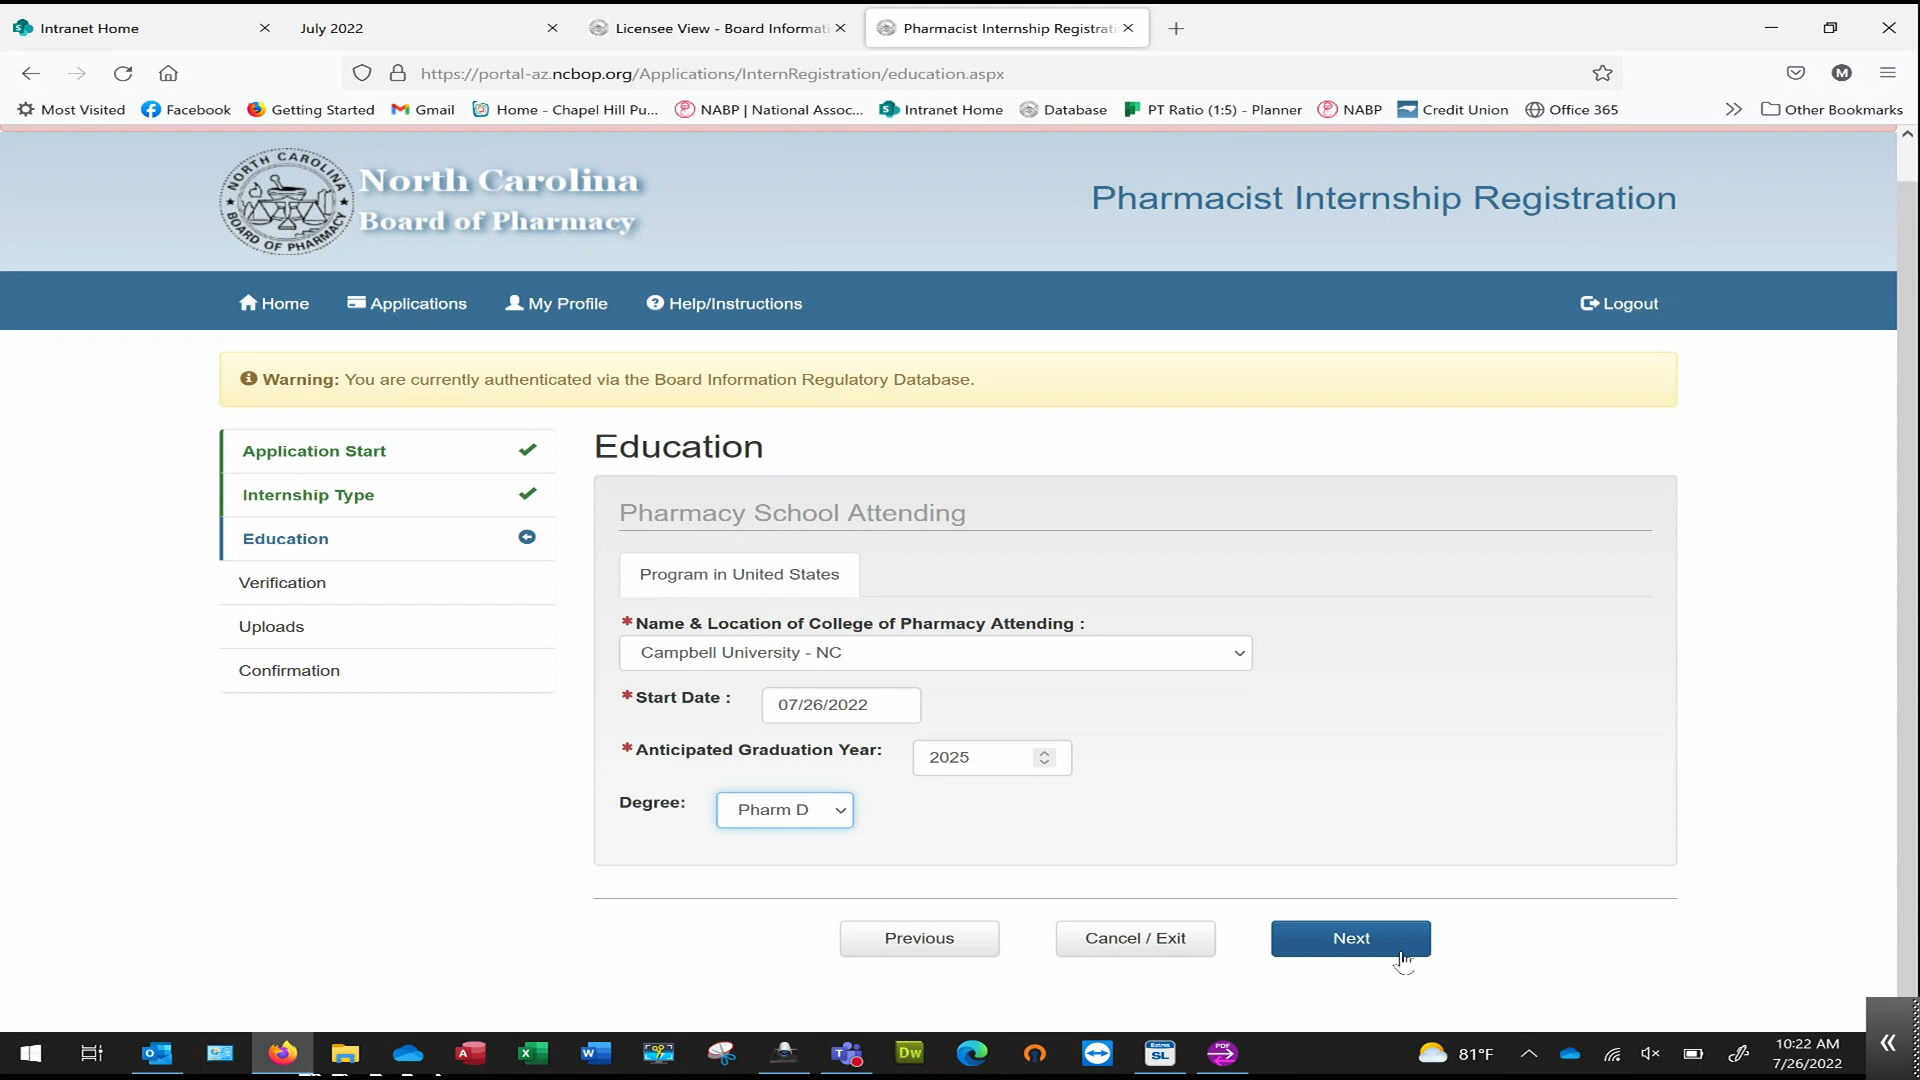 Intranet Home
July 2022
Licensee View - Board Informati
Pharmacist Internship Registrati
https://portal-az.ncbop.org/Applications/InternRegistration/education.aspx
M
Most Visited
Facebook
Getting Started
Gmail
Home - Chapel Hill Pu...
NABP | National Assoc...
Intranet Home
Database
PT Ratio (1:5) - Planner
NABP
Credit Union
Office 365
Other Bookmarks
NORTH CAROLINA
BOARD OF PHARMACY
North Carolina
Board of Pharmacy
Pharmacist Internship Registration
Home
Applications
My Profile
Help/Instructions
Logout
Warning: You are currently authenticated via the Board Information Regulatory Database.
Application Start
Internship Type
Education
Verification
Uploads
Confirmation
Education
Pharmacy School Attending
Program in United States
*Name & Location of College of Pharmacy Attending :
Campbell University - NC
*Start Date :
07/26/2022
*Anticipated Graduation Year:
2025
Degree:
Pharm D
Previous
Cancel / Exit
Next
Dw
SL
PDF
81°F
10:22 AM
7/26/2022